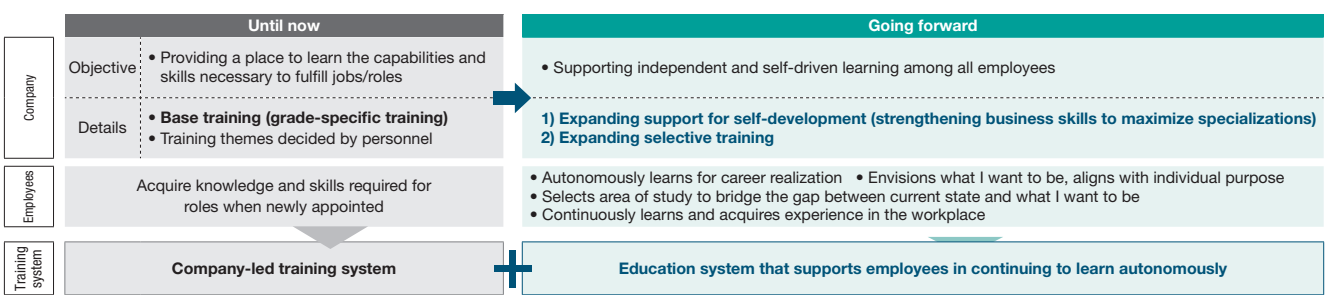 Until now
Going forward
Company
Objective
• Providing a place to learn the capabilities and
skills necessary to fulfill jobs/roles
• Supporting independent and self-driven learning among all employees
Details
• Base training (grade-specific training)
• Training themes decided by personnel
1) Expanding support for self-development (strengthening business skills to maximize specializations)
2) Expanding selective training
Employees
Acquire knowledge and skills required for
roles when newly appointed
• Autonomously learns for career realization • Envisions what I want to be, aligns with individual purpose
• Selects area of study to bridge the gap between current state and what I want to be
• Continuously learns and acquires experience in the workplace
Training
system
Company-led training system
+
Education system that supports employees in continuing to learn autonomously